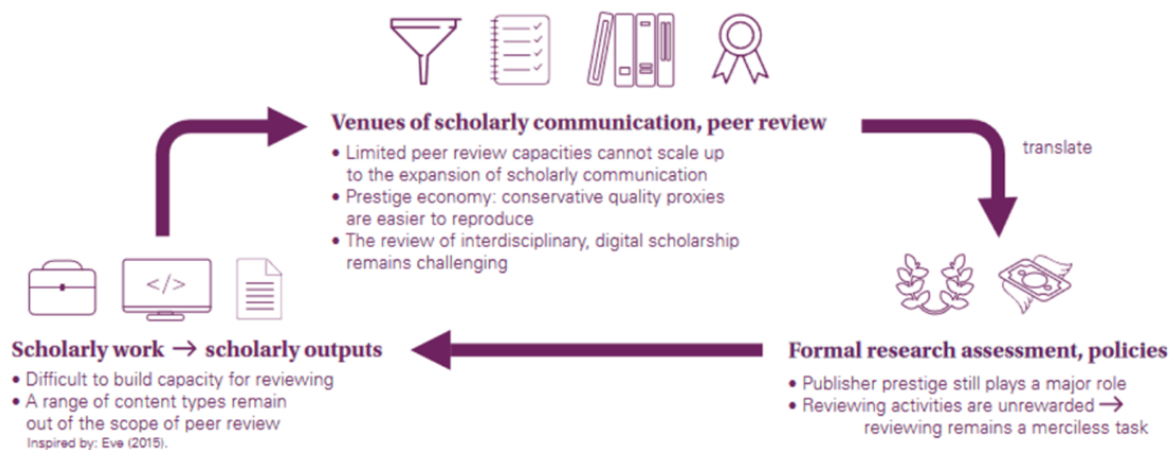 Venues of scholarly communication, peer review
• Limited peer review capacities cannot scale up
to the expansion of scholarly communication
• Prestige economy: conservative quality proxies
are easier to reproduce
• The review of interdisciplinary, digital scholarship
remains challenging
translate
</>
Scholarly work → scholarly outputs
• Difficult to build capacity for reviewing
• A range of content types remain
out of the scope of peer review
Inspired by: Eve (2015).
Formal research assessment, policies
• Publisher prestige still plays a major role
• Reviewing activities are unrewarded →
reviewing remains a merciless task